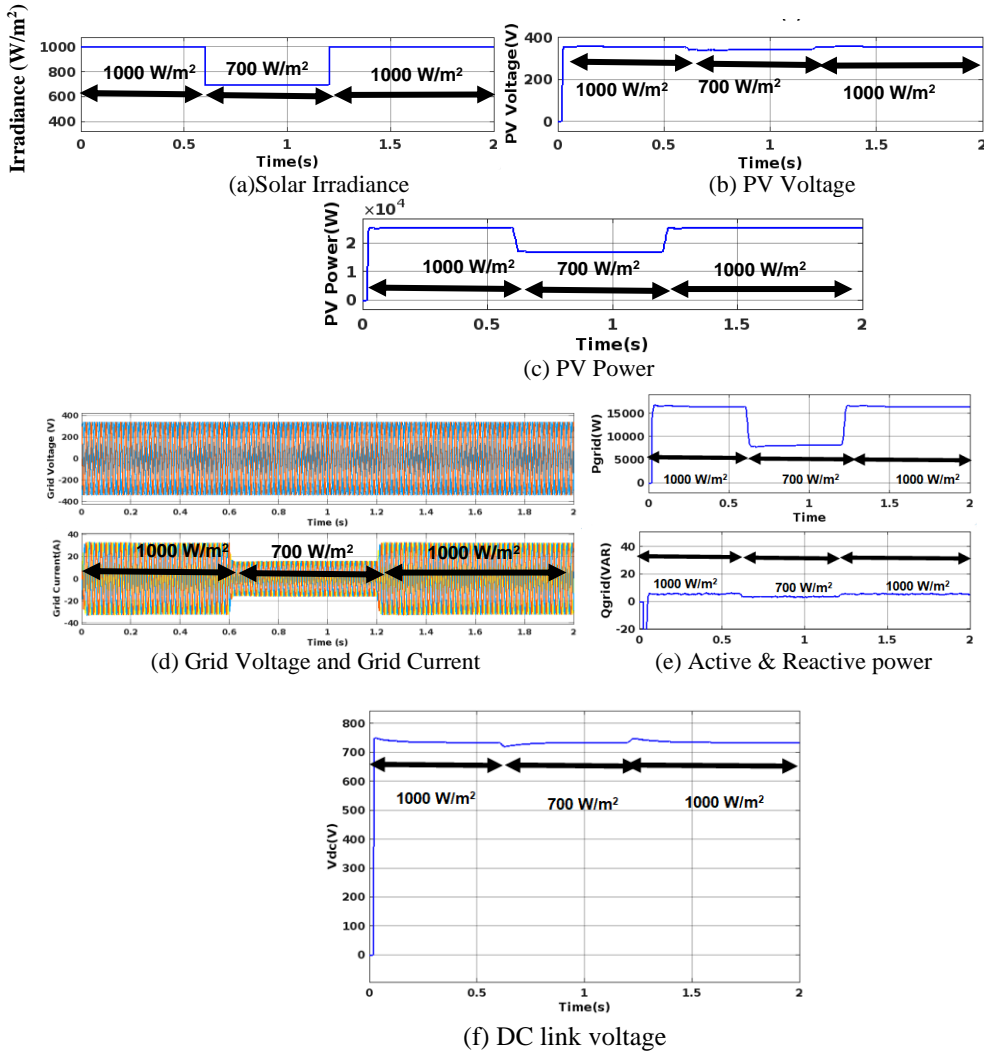 Irradiance (W/m²)
1000
800
600
400
1000 W/m²
700 W/m²
1000 W/m²
0
0.5
1
1.5
2
Time(s)
(a)Solar Irradiance
PV Voltage(V)
400
200
0
1000 W/m²
700 W/m²
1000 W/m²
0
0.5
1
1.5
2
Time(s)
(b) PV Voltage
×10⁴
PV Power(W)
2
1
0
1000 W/m²
700 W/m²
1000 W/m²
0
0.5
1
1.5
2
Time(s)
(c) PV Power
Grid Voltage (V)
400
200
0
-200
-400
0
0.2
0.4
0.6
0.8
1
1.2
1.4
1.6
1.8
2
Time (s)
Grid Current(A)
40
20
0
-20
-40
1000 W/m²
700 W/m²
1000 W/m²
0
0.2
0.4
0.6
0.8
1
1.2
1.4
1.6
1.8
2
Time (s)
(d) Grid Voltage and Grid Current
Pgrid(W)
15000
10000
5000
0
1000 W/m²
700 W/m²
1000 W/m²
0
0.5
1
1.5
2
Time
Qgrid(VAR)
40
20
0
-20
1000 W/m²
700 W/m²
1000 W/m²
0
0.5
1
1.5
2
(e) Active & Reactive power
Vdc(V)
800
700
600
500
400
300
200
100
0
1000 W/m²
700 W/m²
1000 W/m²
0
0.5
1
1.5
2
Time(s)
(f) DC link voltage